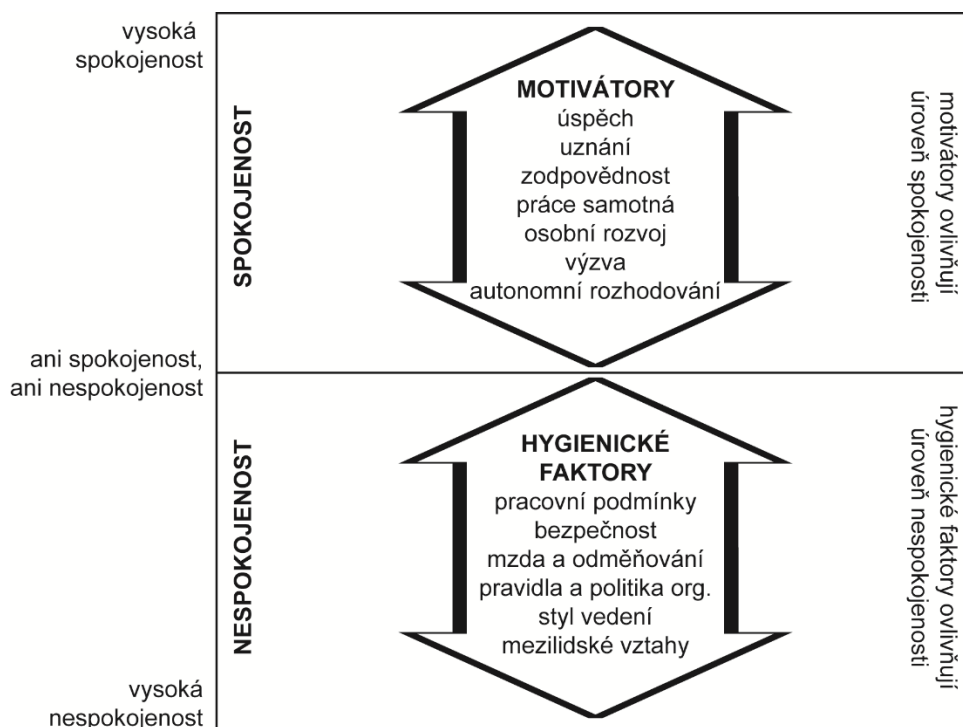 vysoká
spokojenost
SPOKOJENOST
MOTIVÁTORY
úspěch
uznání
zodpovědnost
práce samotná
osobní rozvoj
výzva
autonomní rozhodování
motivátory ovlivňují
úroveň spokojenosti
ani spokojenost,
ani nespokojenost
NESPOKOJENOST
HYGIENICKÉ
FAKTORY
pracovní podmínky
bezpečnost
mzda a odměňování
pravidla a politika org.
styl vedení
mezilidské vztahy
hygienické faktory ovlivňují
úroveň nespokojenosti
vysoká
nespokojenost